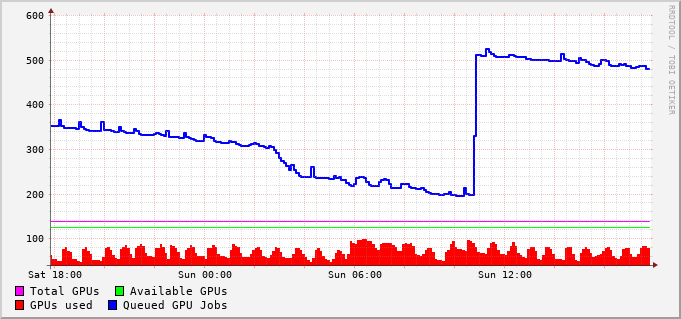 RRDTOOL / TOBI OETIKER
600
500
400
300
200
100
Sat 18:00 Sun 00:00 Sun 06:00 Sun 12:00
Total GPUs Available GPUs
GPUs used Queued GPU Jobs